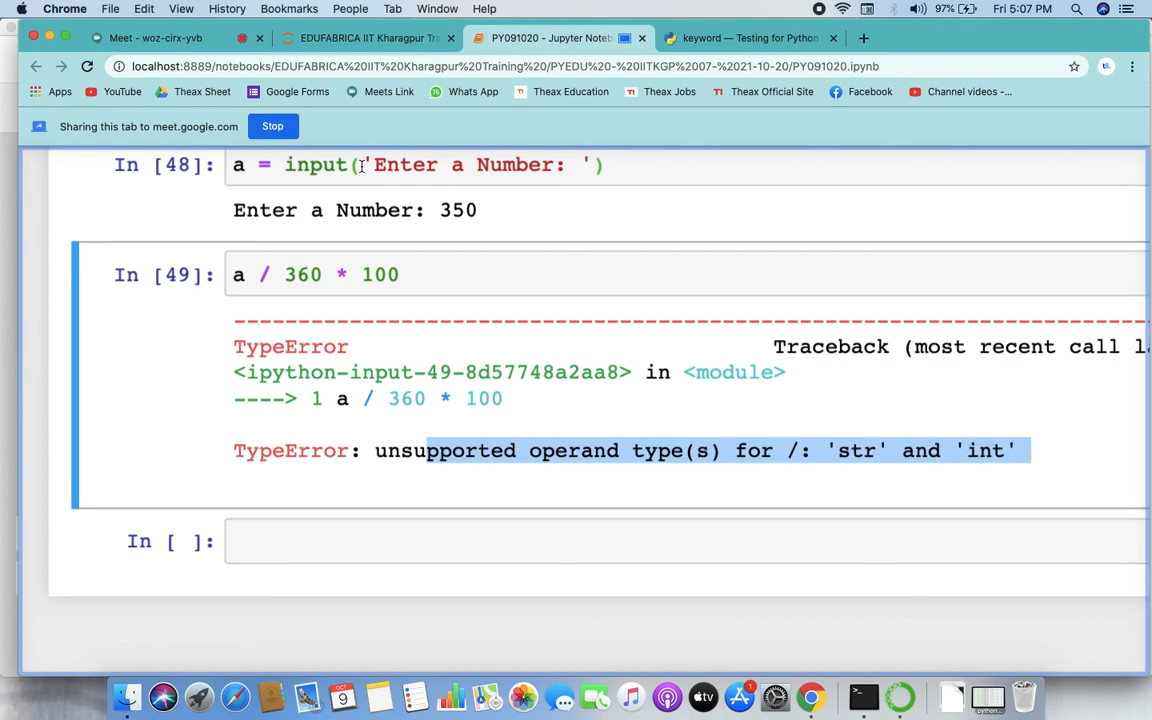 Chrome File Edit View History Bookmarks People Tab Window Help 97% Fri 5:07 PM
Meet - woz-cirx-yvb EDUFABRICA IIT Kharagpur Tra PY091020 - Jupyter Noteb keyword — Testing for Python
localhost:8889/notebooks/EDUFABRICA%20IIT%20Kharagpur%20Training%20/PYEDU%20-%20IITKGP%2007-%2021-10-20/PY091020.ipynb
Apps YouTube Theax Sheet Google Forms Meets Link Whats App Theax Education Theax Jobs Theax Official Site Facebook Channel videos -...
Sharing this tab to meet.google.com Stop
In [48]: a = input('Enter a Number: ')
Enter a Number: 350
In [49]: a / 360 * 100
---------------------------------------------------------------------------
TypeError Traceback (most recent call la
<ipython-input-49-8d57748a2aa8> in <module>
----> 1 a / 360 * 100
TypeError: unsupported operand type(s) for /: 'str' and 'int'
In [ ]:
OCT
9
tv
1